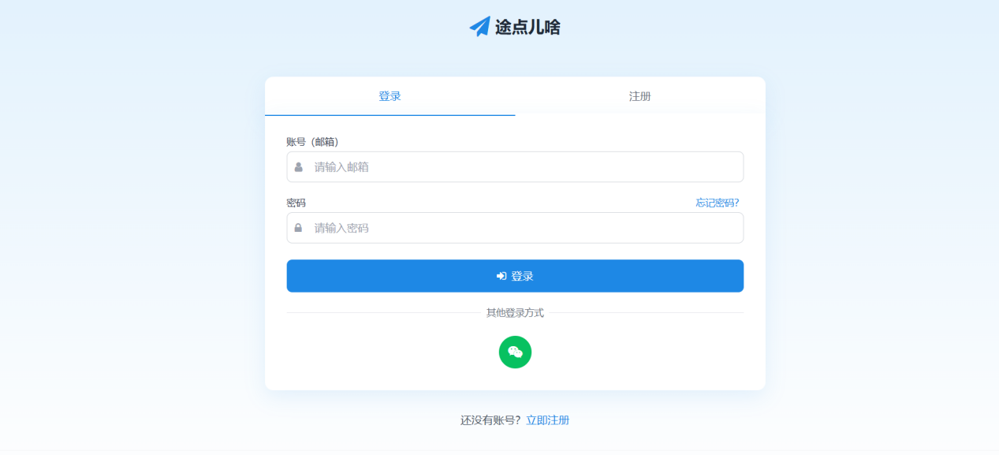 途点儿啥
登录 注册
账号（邮箱）
请输入邮箱
密码 忘记密码?
请输入密码
登录
其他登录方式
还没有账号? 立即注册